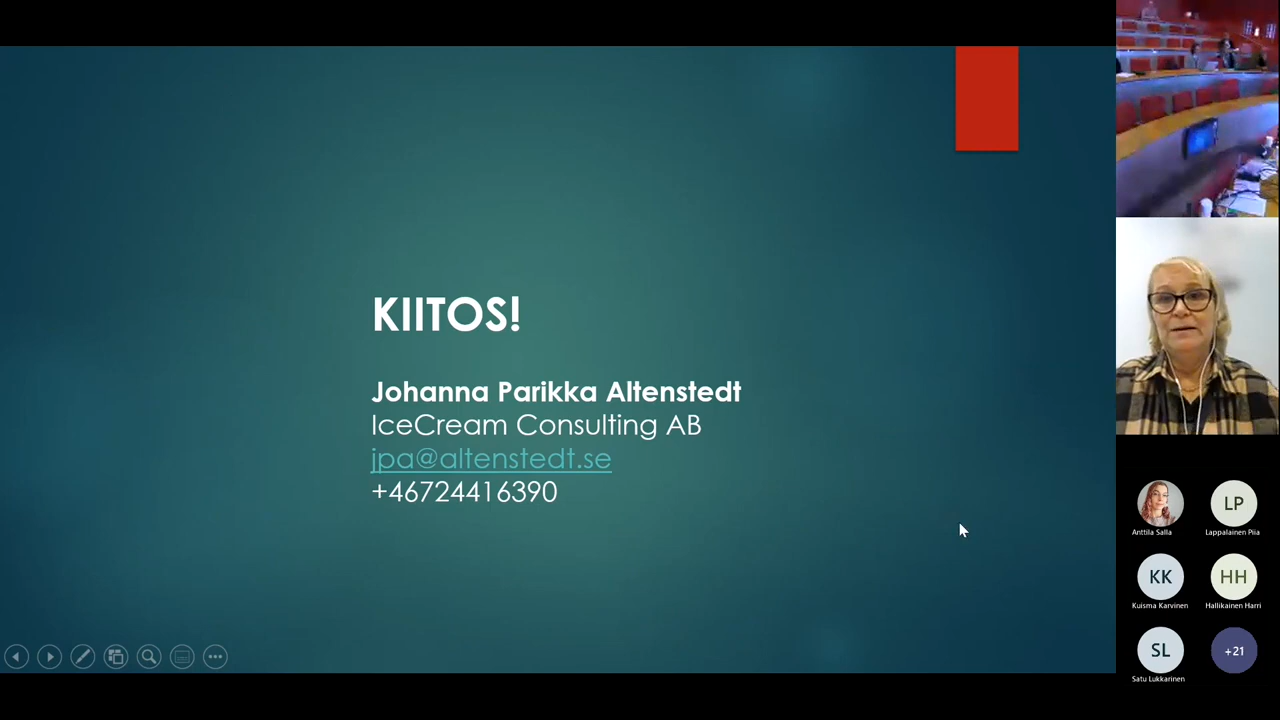 KIITOS!
Johanna Parikka Altenstedt
IceCream Consulting AB
jpa@altenstedt.se
+46724416390
Anttila Salla
LP
Lappalainen Piia
KK
Kuisma Karvinen
HH
Hallikainen Harri
SL
Satu Lukkarinen
+21